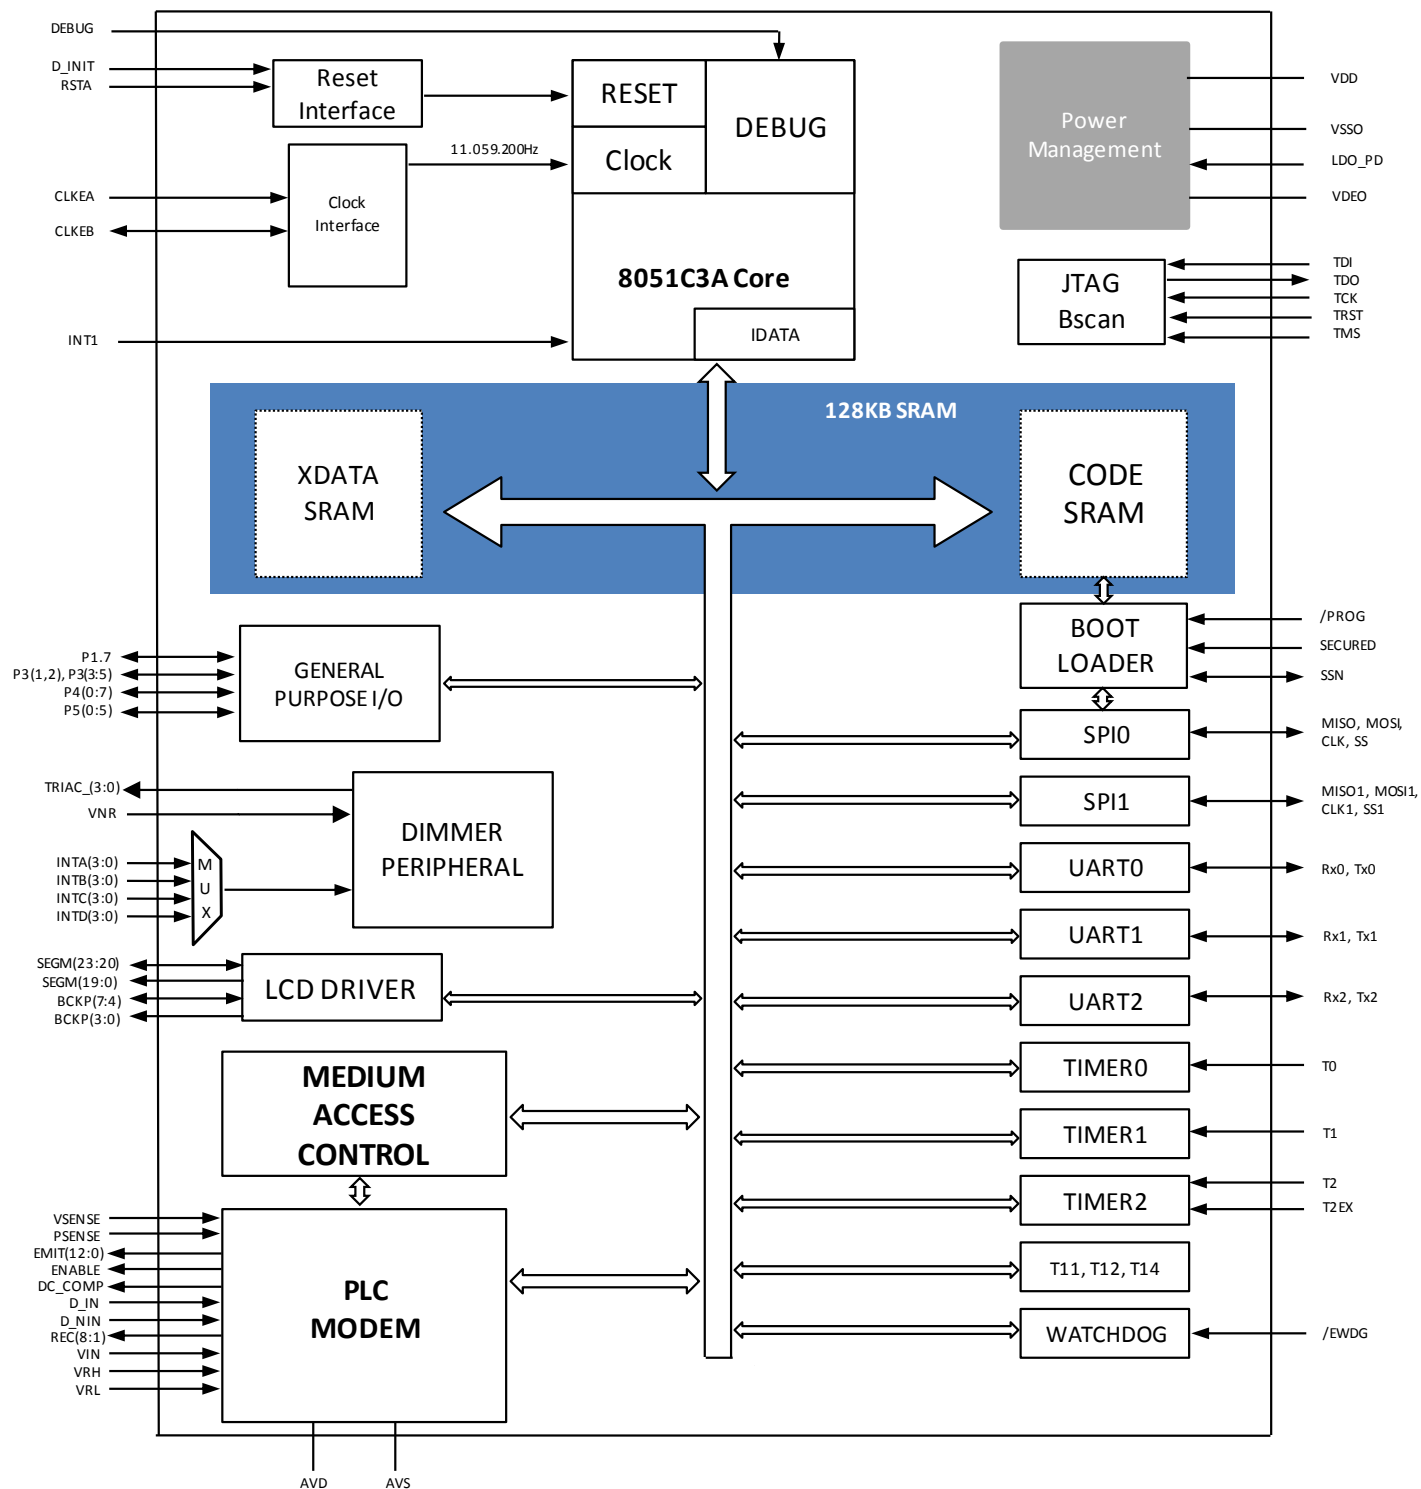 DEBUG
D_INIT
RSTA
Reset
Interface
RESET
DEBUG
Clock
11.059.200Hz
CLKEA
CLKEB
Clock
Interface
8051C3A Core
INT1
IDATA
Power
Management
VDD
VSSO
LDO_PD
VDEO
JTAG
Bscan
TDI
TDO
TCK
TRST
TMS
128KB SRAM
XDATA
SRAM
CODE
SRAM
BOOT
LOADER
/PROG
SECURED
SSN
P1.7
P3(1,2), P3(3:5)
P4(0:7)
P5(0:5)
GENERAL
PURPOSE I/O
SPI0
MISO, MOSI,
CLK, SS
SPI1
MISO1, MOSI1,
CLK1, SS1
TRIAC_(3:0)
VNR
DIMMER
PERIPHERAL
INTA(3:0)
INTB(3:0)
INTC(3:0)
INTD(3:0)
M
U
X
UART0
Rx0, Tx0
UART1
Rx1, Tx1
UART2
Rx2, Tx2
SEGM(23:20)
SEGM(19:0)
BCKP(7:4)
BCKP(3:0)
LCD DRIVER
MEDIUM
ACCESS
CONTROL
TIMER0
T0
TIMER1
T1
TIMER2
T2
T2EX
T11, T12, T14
WATCHDOG
/EWDG
VSENSE
PSENSE
EMIT(12:0)
ENABLE
DC_COMP
D_IN
D_NIN
REC(8:1)
VIN
VRH
VRL
PLC
MODEM
AVD
AVS